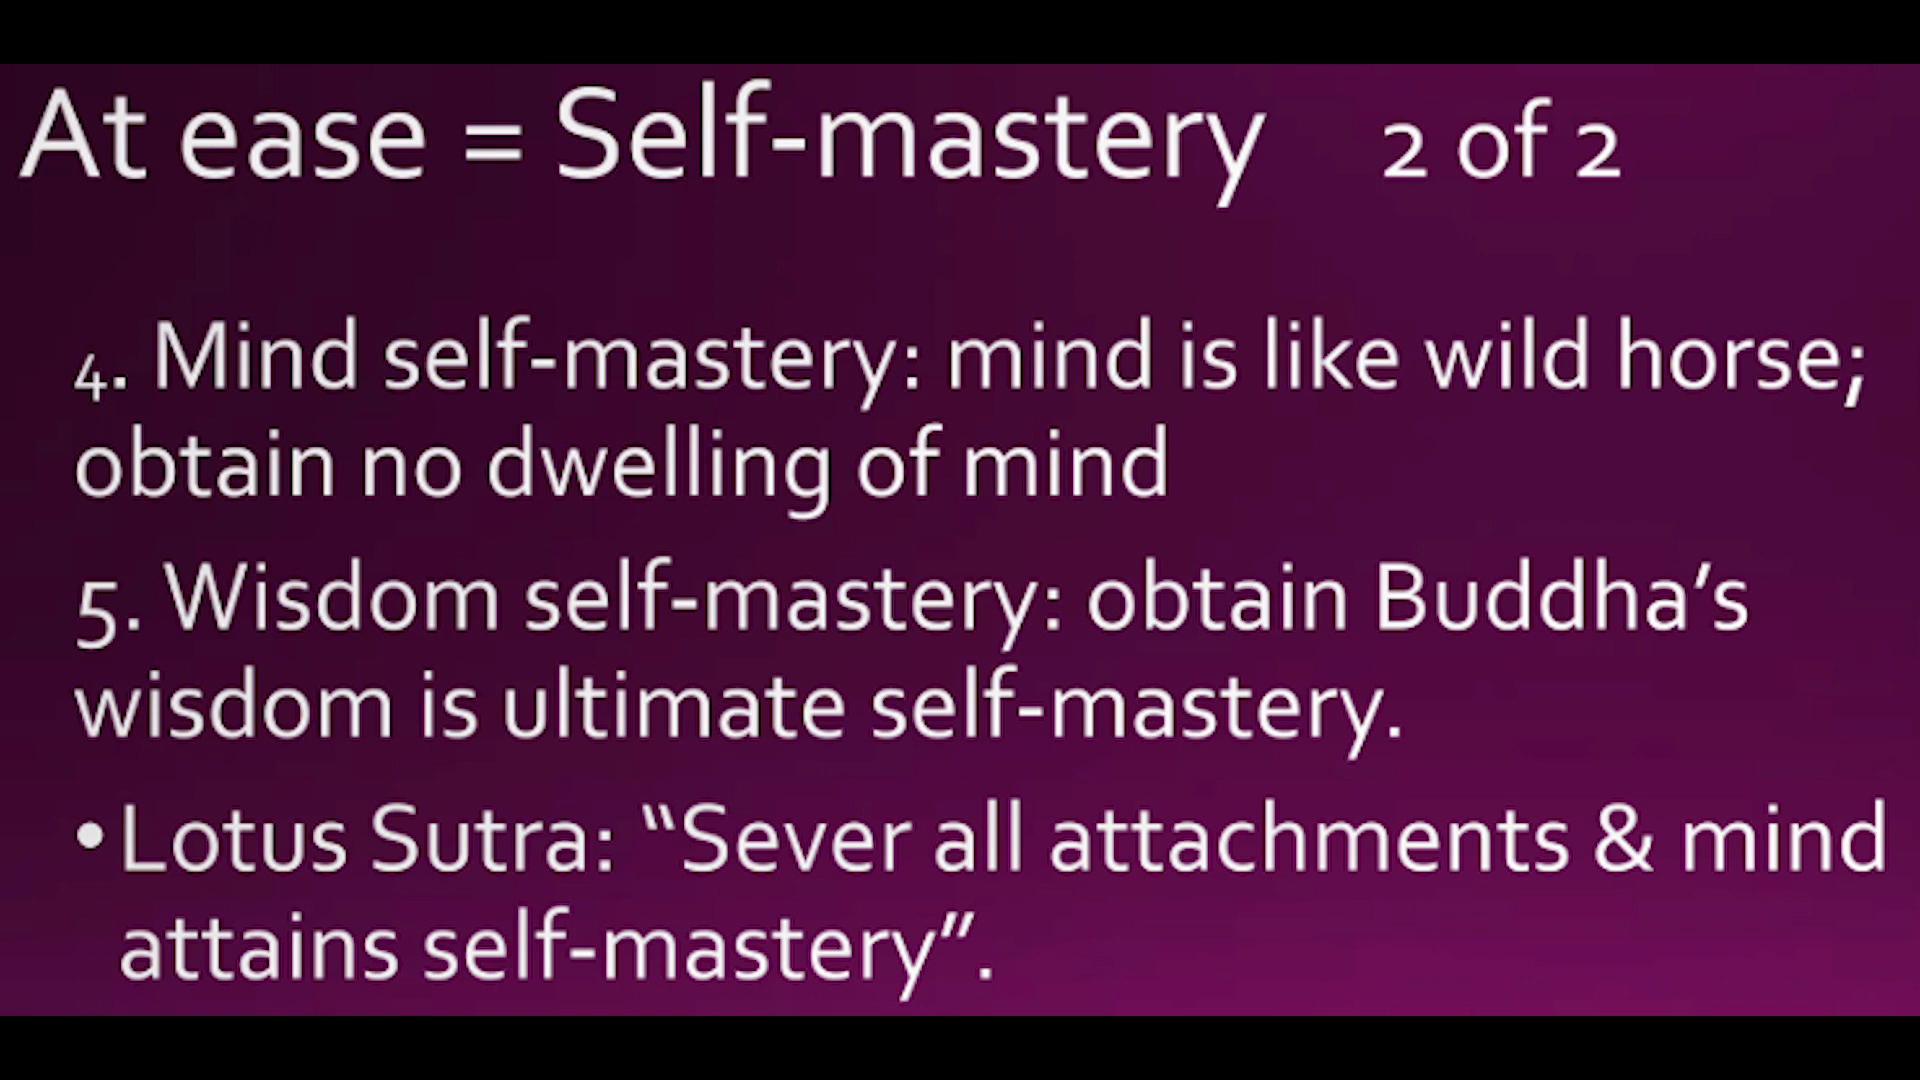 At ease = Self-mastery 2 of 2
4. Mind self-mastery: mind is like wild horse;
obtain no dwelling of mind
5. Wisdom self-mastery: obtain Buddha’s
wisdom is ultimate self-mastery.
•Lotus Sutra: “Sever all attachments & mind
attains self-mastery”.